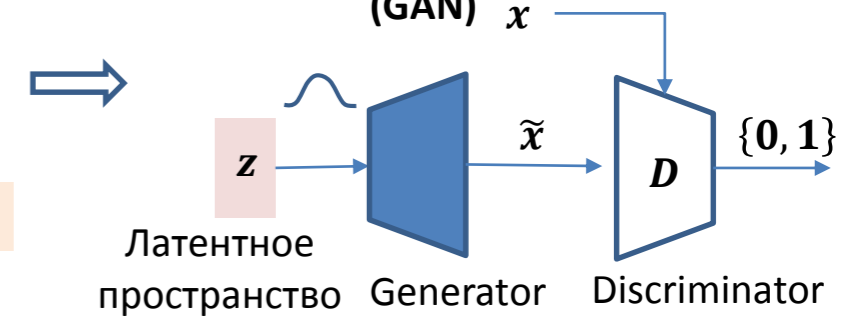 (GAN) x
z
x̃
D
{0, 1}
Латентное
пространство
Generator
Discriminator